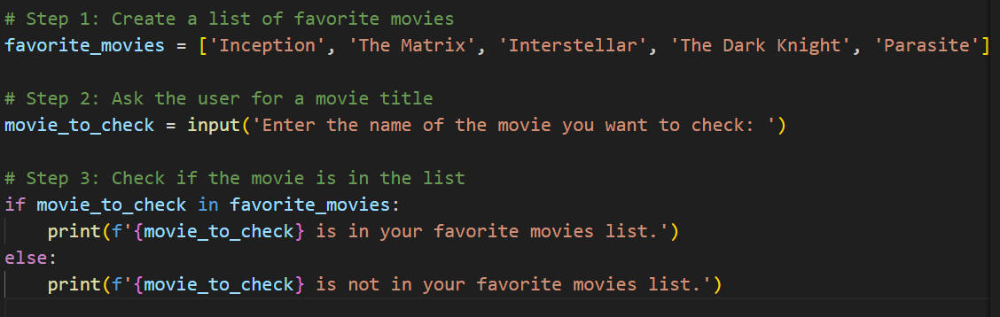 # Step 1: Create a list of favorite movies
favorite_movies = ['Inception', 'The Matrix', 'Interstellar', 'The Dark Knight', 'Parasite']
# Step 2: Ask the user for a movie title
movie_to_check = input('Enter the name of the movie you want to check: ')
# Step 3: Check if the movie is in the list
if movie_to_check in favorite_movies:
    print(f'{movie_to_check} is in your favorite movies list.')
else:
    print(f'{movie_to_check} is not in your favorite movies list.')